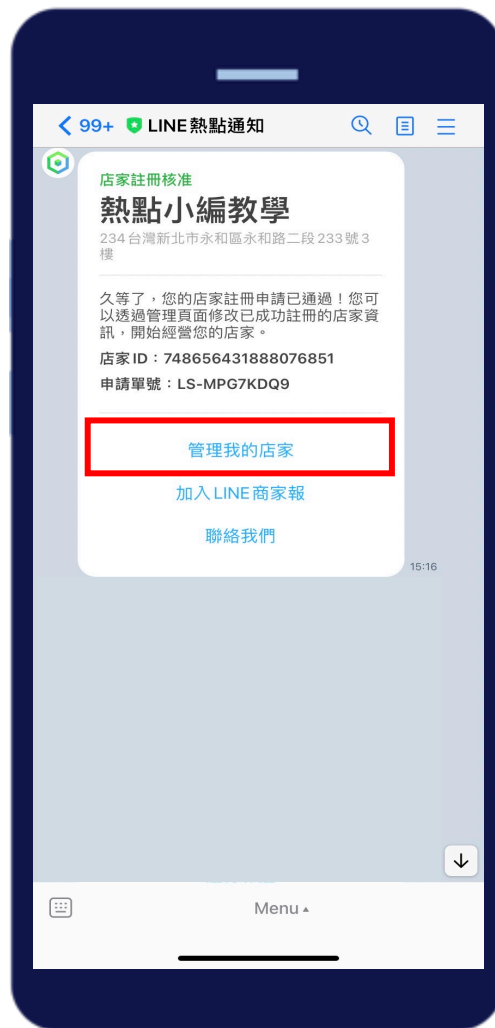 99+ LINE熱點通知
店家註冊核准
熱點小編教學
234台灣新北市永和區永和路二段233號3
樓
久等了，您的店家註冊申請已通過！您可
以透過管理頁面修改已成功註冊的店家資
訊，開始經營您的店家。
店家ID：748656431888076851
申請單號：LS-MPG7KDQ9
管理我的店家
加入LINE商家報
聯絡我們
15:16
Menu